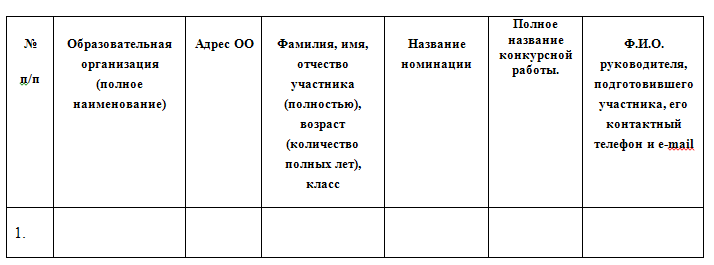 №
п/п
Образовательная
организация
(полное
наименование)
Адрес ОО
Фамилия, имя,
отчество
участника
(полностью),
возраст
(количество
полных лет),
класс
Название
номинации
Полное
название
конкурсной
работы.
Ф.И.О.
руководителя,
подготовившего
участника, его
контактный
телефон и e-mail
1.